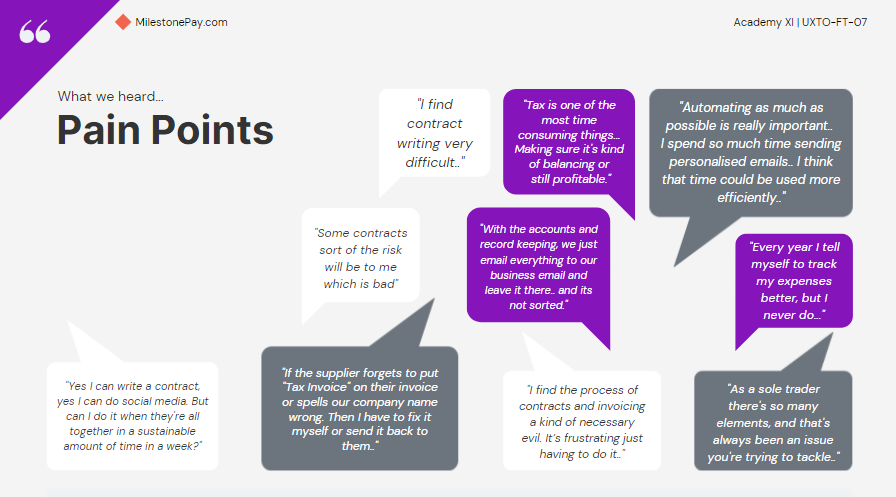 MilestonePay.com
Academy XI | UXTO-FT-07
What we heard...
Pain Points
"I find
contract
writing very
difficult.."
"Tax is one of the
most time
consuming things...
Making sure it's kind
of balancing or
still profitable."
"Automating as much as
possible is really important..
I spend so much time sending
personalised emails.. I think
that time could be used more
efficiently.."
"Some contracts
sort of the risk
will be to me
which is bad"
"With the accounts and
record keeping, we just
email everything to our
business email and
leave it there.. and its
not sorted."
"Every year I tell
myself to track
my expenses
better, but I
never do..."
"Yes I can write a contract,
yes I can do social media. But
can I do it when they're all
together in a sustainable
amount of time in a week?"
"If the supplier forgets to put
"Tax Invoice" on their invoice
or spells our company name
wrong. Then I have to fix it
myself or send it back to
them.."
"I find the process of
contracts and invoicing
a kind of necessary
evil. It's frustrating just
having to do it.."
"As a sole trader
there's so many
elements, and that's
always been an issue
you're trying to tackle.."